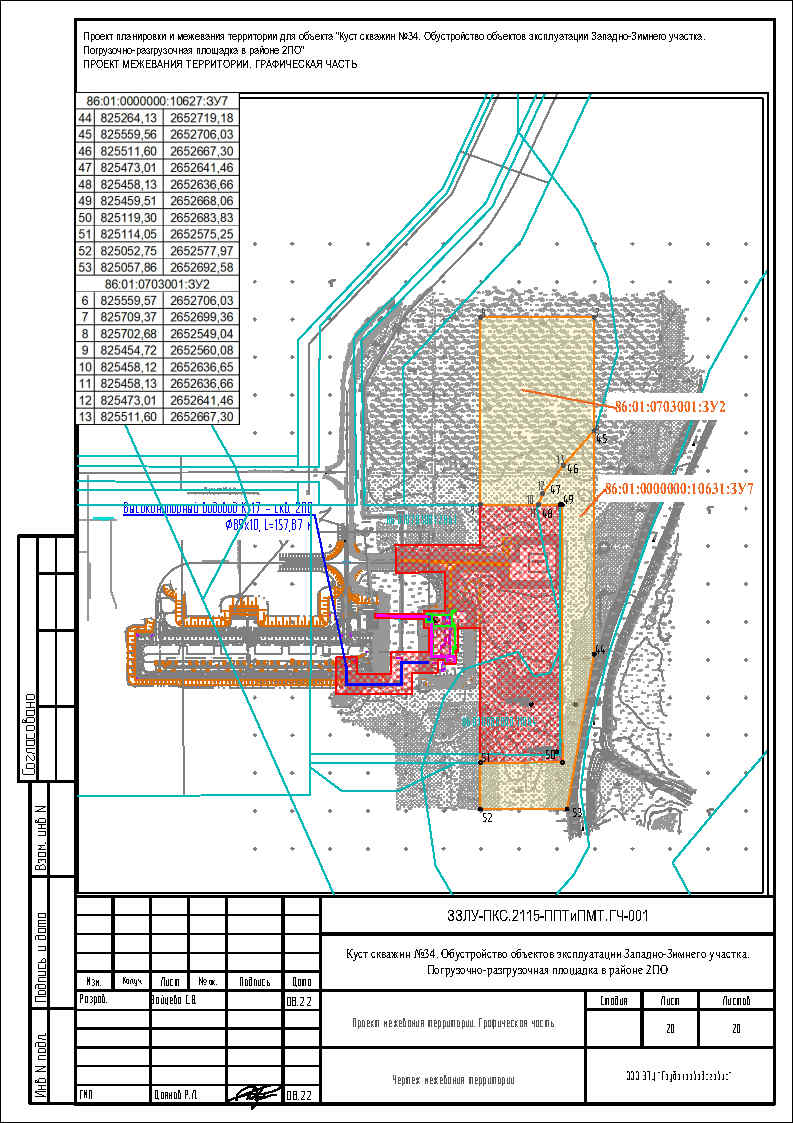 Проект планировки и межевания территории для объекта "Куст скважин №34. Обустройство объектов эксплуатации Западно-Зимнего участка.
Погрузочно-разгрузочная площадка в районе 2ПО"
ПРОЕКТ МЕЖЕВАНИЯ ТЕРРИТОРИИ. ГРАФИЧЕСКАЯ ЧАСТЬ
86:01:0000000:10627:ЗУ7
44 825264,13 2652719,18
45 825559,56 2652706,03
46 825511,60 2652667,30
47 825473,01 2652641,46
48 825458,13 2652636,66
49 825459,51 2652668,06
50 825119,30 2652683,83
51 825114,05 2652575,25
52 825052,75 2652577,97
53 825057,86 2652692,58
86:01:0703001:ЗУ2
6 825559,57 2652706,03
7 825709,37 2652699,36
8 825702,68 2652549,04
9 825454,72 2652560,08
10 825458,12 2652636,65
11 825458,13 2652636,66
12 825473,01 2652641,46
13 825511,60 2652667,30
86:01:0703001:ЗУ2
45
46
47
86:01:0000000:10631:ЗУ7
49
48
Высоконапорный водовод К-17 - скв. 2ПО
Ф89х10, L=157,87 м
44
51
50
52
53
Согласовано
Взам. инв N
Подпись и дата
Инв N подл.
ЗЗЛУ-ПКС.2115-ППТиПМТ.ГЧ-001
Куст скважин №34. Обустройство объектов эксплуатации Западно-Зимнего участка.
Погрузочно-разгрузочная площадка в районе 2ПО
Изм. Колуч. Лист № ок. Подпись Дата
Разраб. Зайцева С.В. 08.22
Проект межевания территории. Графическая часть
Стадия Лист Листов
20 20
Чертеж межевания территории
ГИП 08.22